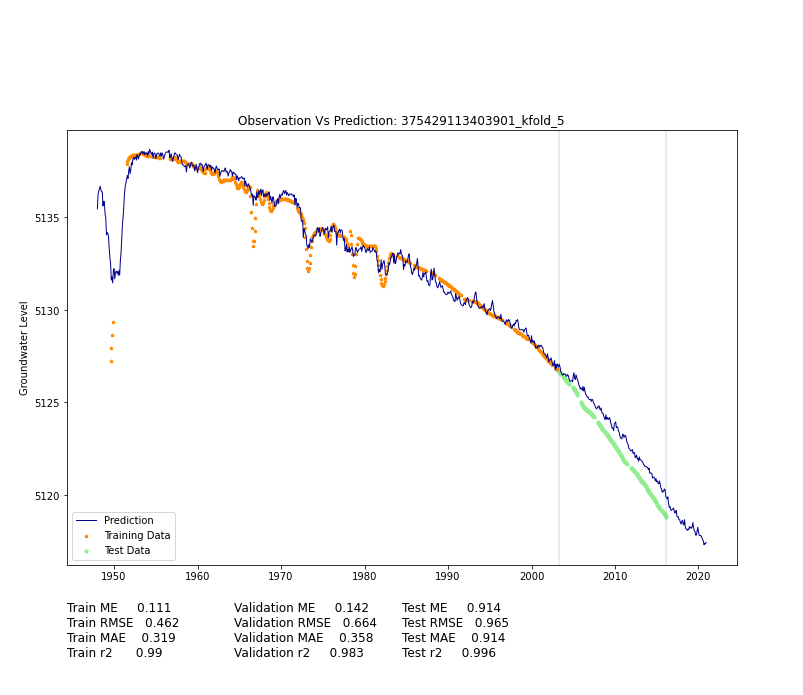 Observation Vs Prediction: 375429113403901_kfold_5
Groundwater Level
5135
5130
5125
5120
Prediction
Training Data
Test Data
1950 1960 1970 1980 1990 2000 2010 2020
Train ME 0.111 Validation ME 0.142 Test ME 0.914
Train RMSE 0.462 Validation RMSE 0.664 Test RMSE 0.965
Train MAE 0.319 Validation MAE 0.358 Test MAE 0.914
Train r2 0.99 Validation r2 0.983 Test r2 0.996